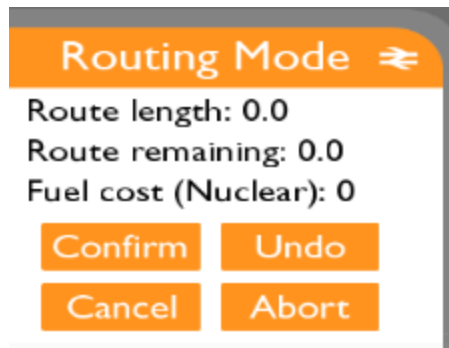 Routing Mode
Route length: 0.0
Route remaining: 0.0
Fuel cost (Nuclear): 0
Confirm Undo
Cancel Abort